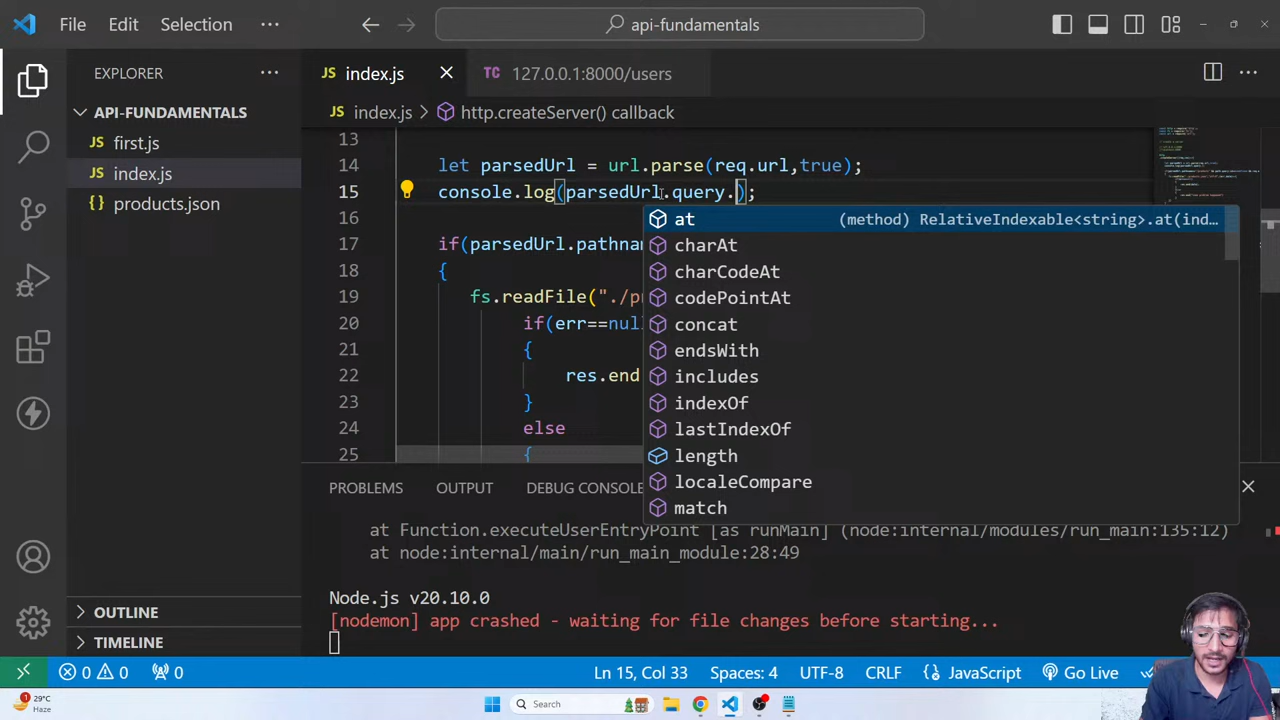 File Edit Selection ...
api-fundamentals
EXPLORER ...
API-FUNDAMENTALS
JS first.js
JS index.js
{ } products.json
OUTLINE
TIMELINE
JS index.js
TC 127.0.0.1:8000/users
JS index.js > http.createServer() callback
13
14 let parsedUrl = url.parse(req.url,true);
15 console.log(parsedUrl.query.);
16
17 if(parsedUrl.pathnam
18 {
19 fs.readFile("./p
20 if(err==nul
21 {
22 res.end
23 }
24 else
25 {
at (method) RelativeIndexable<string>.at(ind...
charAt
charCodeAt
codePointAt
concat
endsWith
includes
indexOf
lastIndexOf
length
localeCompare
match
PROBLEMS OUTPUT DEBUG CONSOLE
at Function.executeUserEntryPoint [as runMain] (node:internal/modules/run_main:135:12)
at node:internal/main/run_main_module:28:49
Node.js v20.10.0
[nodemon] app crashed - waiting for file changes before starting...
0 0 0 Ln 15, Col 33 Spaces: 4 UTF-8 CRLF { } JavaScript Go Live
29°C
Haze
Search